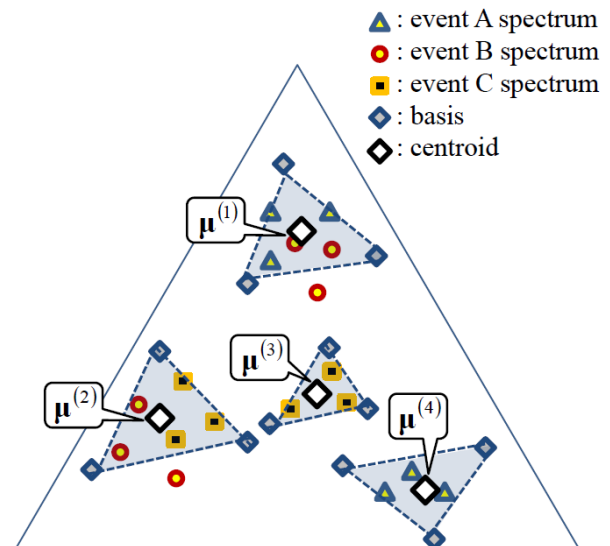 : event A spectrum
: event B spectrum
: event C spectrum
: basis
: centroid
μ(1)
μ(3)
μ(2)
μ(4)